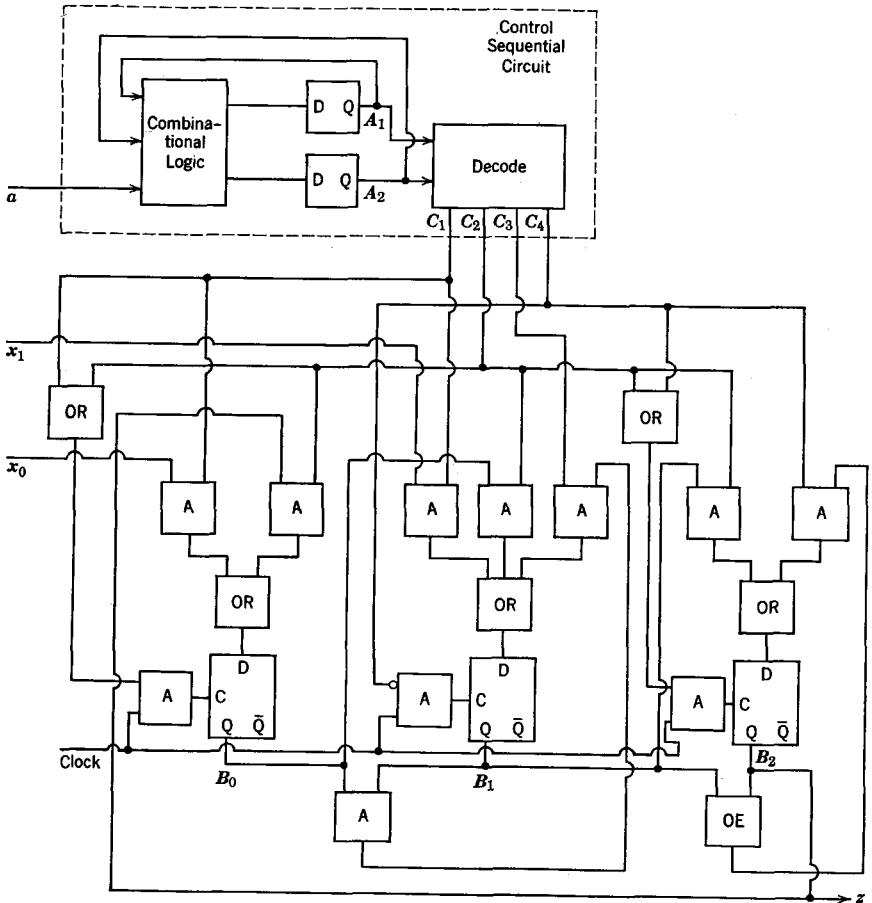 Control
Sequential
Circuit
Combina-
tional
Logic
D Q
A₁
D Q
A₂
Decode
a
C₁ C₂ C₃ C₄
x₁
OR
OR
x₀
A
A
A
A
A
A
A
OR
OR
OR
D
C
Q Q̅
A
D
C
Q Q̅
A
D
C
Q Q̅
A
Clock
B₀
B₁
B₂
A
OE
z